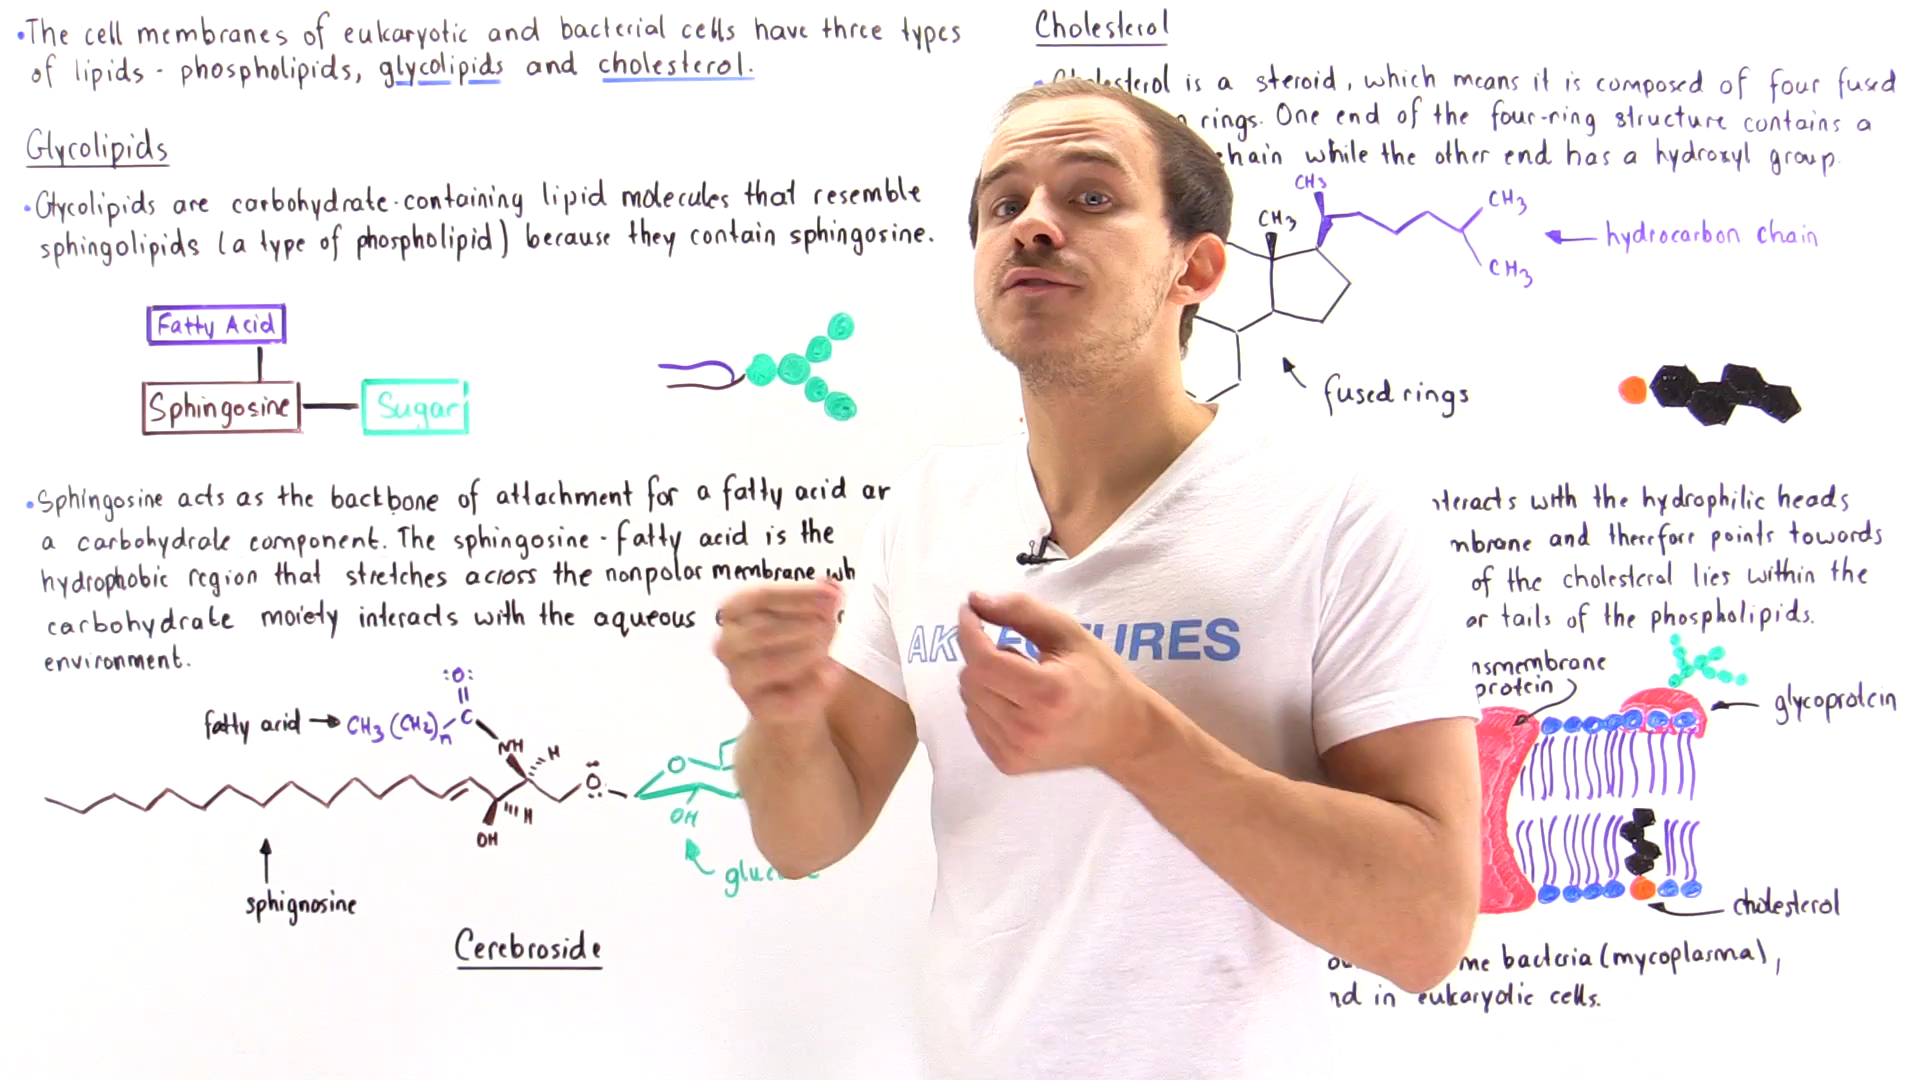 •The cell membranes of eukaryotic and bacterial cells have three types
of lipids - phospholipids, glycolipids and cholesterol.
Glycolipids
•Glycolipids are carbohydrate-containing lipid molecules that resemble
sphingolipids (a type of phospholipid) because they contain sphingosine.
Fatty Acid
Sphingosine
Sugar
•Sphingosine acts as the backbone of attachment for a fatty acid
a carbohydrate component. The sphingosine-fatty acid is the
hydrophobic region that stretches across the nonpolar membrane wh
carbohydrate moiety interacts with the aqueous
environment.
:O:
fatty acid → CH3(CH2)n C
NH H
Ö
O
H
OH
OH
glu
sphignosine
Cerebroside
Cholesterol
•Cholesterol is a steroid, which means it is composed of four fused
rings. One end of the four-ring structure contains a
chain while the other end has a hydroxyl group.
CH3
CH3
CH3
CH3
hydrocarbon chain
fused rings
teracts with the hydrophilic heads
mbrane and therefore points towards
of the cholesterol lies within the
ar tails of the phospholipids.
nsmembrane
protein
glycoprotein
cholesterol
me bacteria (mycoplasma),
nd in eukaryotic cells.
AK LECTURES